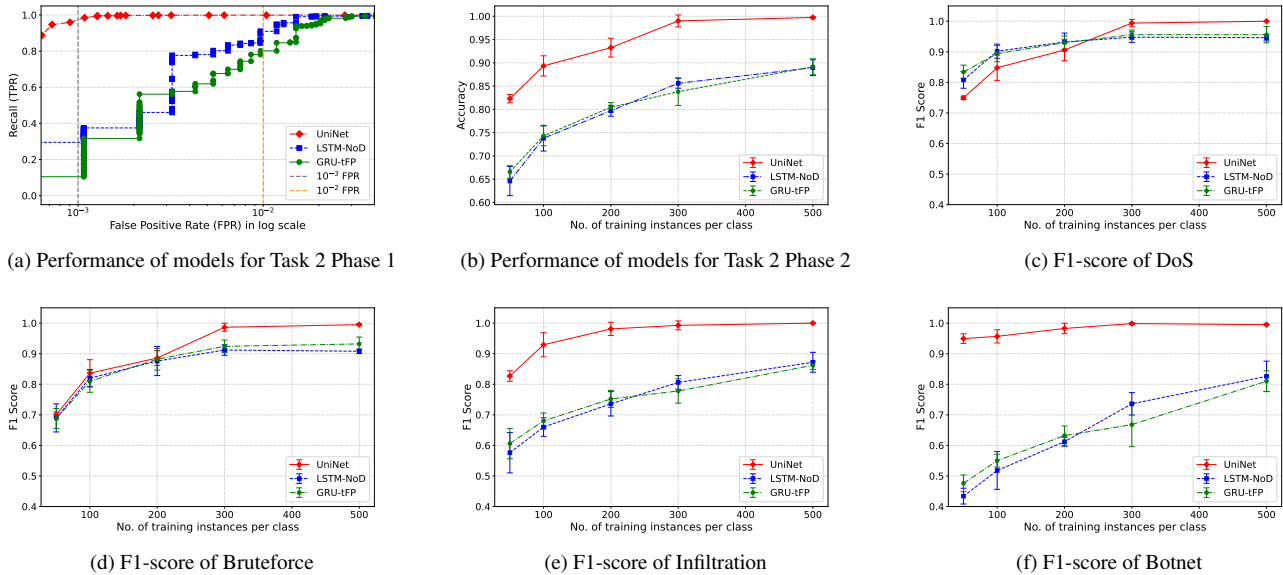 Recall (TPR)
1.0
0.8
0.6
0.4
0.2
0.0
UniNet
LSTM-NoD
GRU-tFP
10⁻³ FPR
10⁻² FPR
10⁻³
10⁻²
False Positive Rate (FPR) in log scale
(a) Performance of models for Task 2 Phase 1
Accuracy
1.00
0.95
0.90
0.85
0.80
0.75
0.70
0.65
0.60
UniNet
LSTM-NoD
GRU-tFP
100
200
300
400
500
No. of training instances per class
(b) Performance of models for Task 2 Phase 2
F1 Score
1.0
0.9
0.8
0.7
0.6
0.5
0.4
UniNet
LSTM-NoD
GRU-tFP
100
200
300
400
500
No. of training instances per class
(c) F1-score of DoS
F1 Score
1.0
0.9
0.8
0.7
0.6
0.5
0.4
UniNet
LSTM-NoD
GRU-tFP
100
200
300
400
500
No. of training instances per class
(d) F1-score of Bruteforce
F1 Score
1.0
0.9
0.8
0.7
0.6
0.5
0.4
UniNet
LSTM-NoD
GRU-tFP
100
200
300
400
500
No. of training instances per class
(e) F1-score of Infiltration
F1 Score
1.0
0.9
0.8
0.7
0.6
0.5
0.4
UniNet
LSTM-NoD
GRU-tFP
100
200
300
400
500
No. of training instances per class
(f) F1-score of Botnet